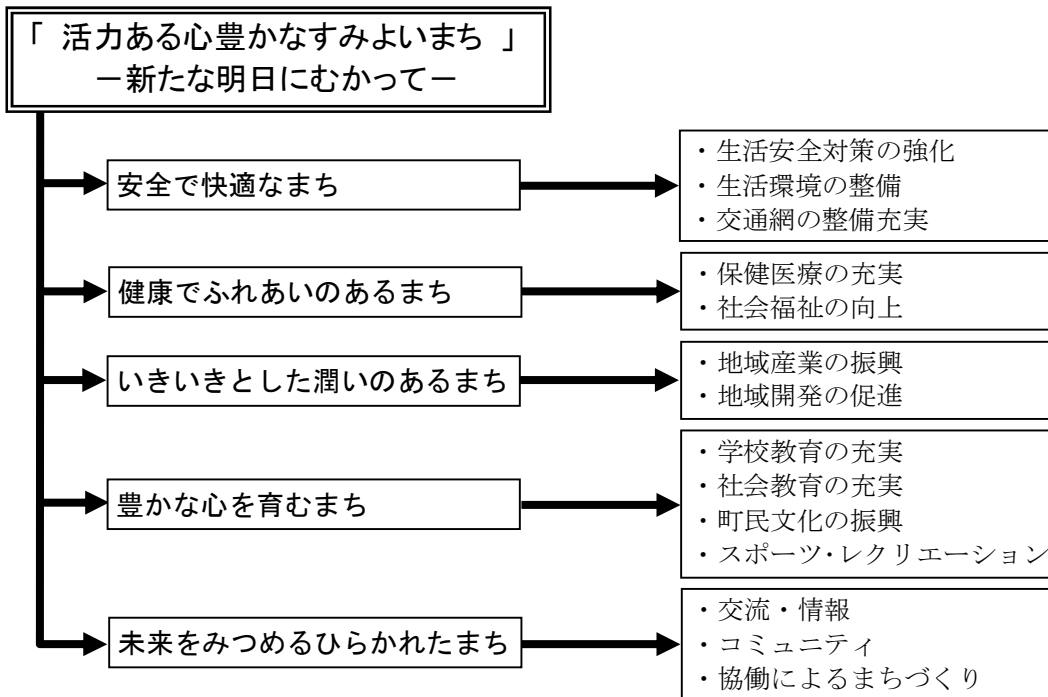 「 活力ある心豊かなすみよいまち 」
－新たな明日にむかって－
安全で快適なまち
・生活安全対策の強化
・生活環境の整備
・交通網の整備充実
健康でふれあいのあるまち
・保健医療の充実
・社会福祉の向上
いきいきとした潤いのあるまち
・地域産業の振興
・地域開発の促進
豊かな心を育むまち
・学校教育の充実
・社会教育の充実
・町民文化の振興
・スポーツ・レクリエーション
未来をみつめるひらかれたまち
・交流・情報
・コミュニティ
・協働によるまちづくり